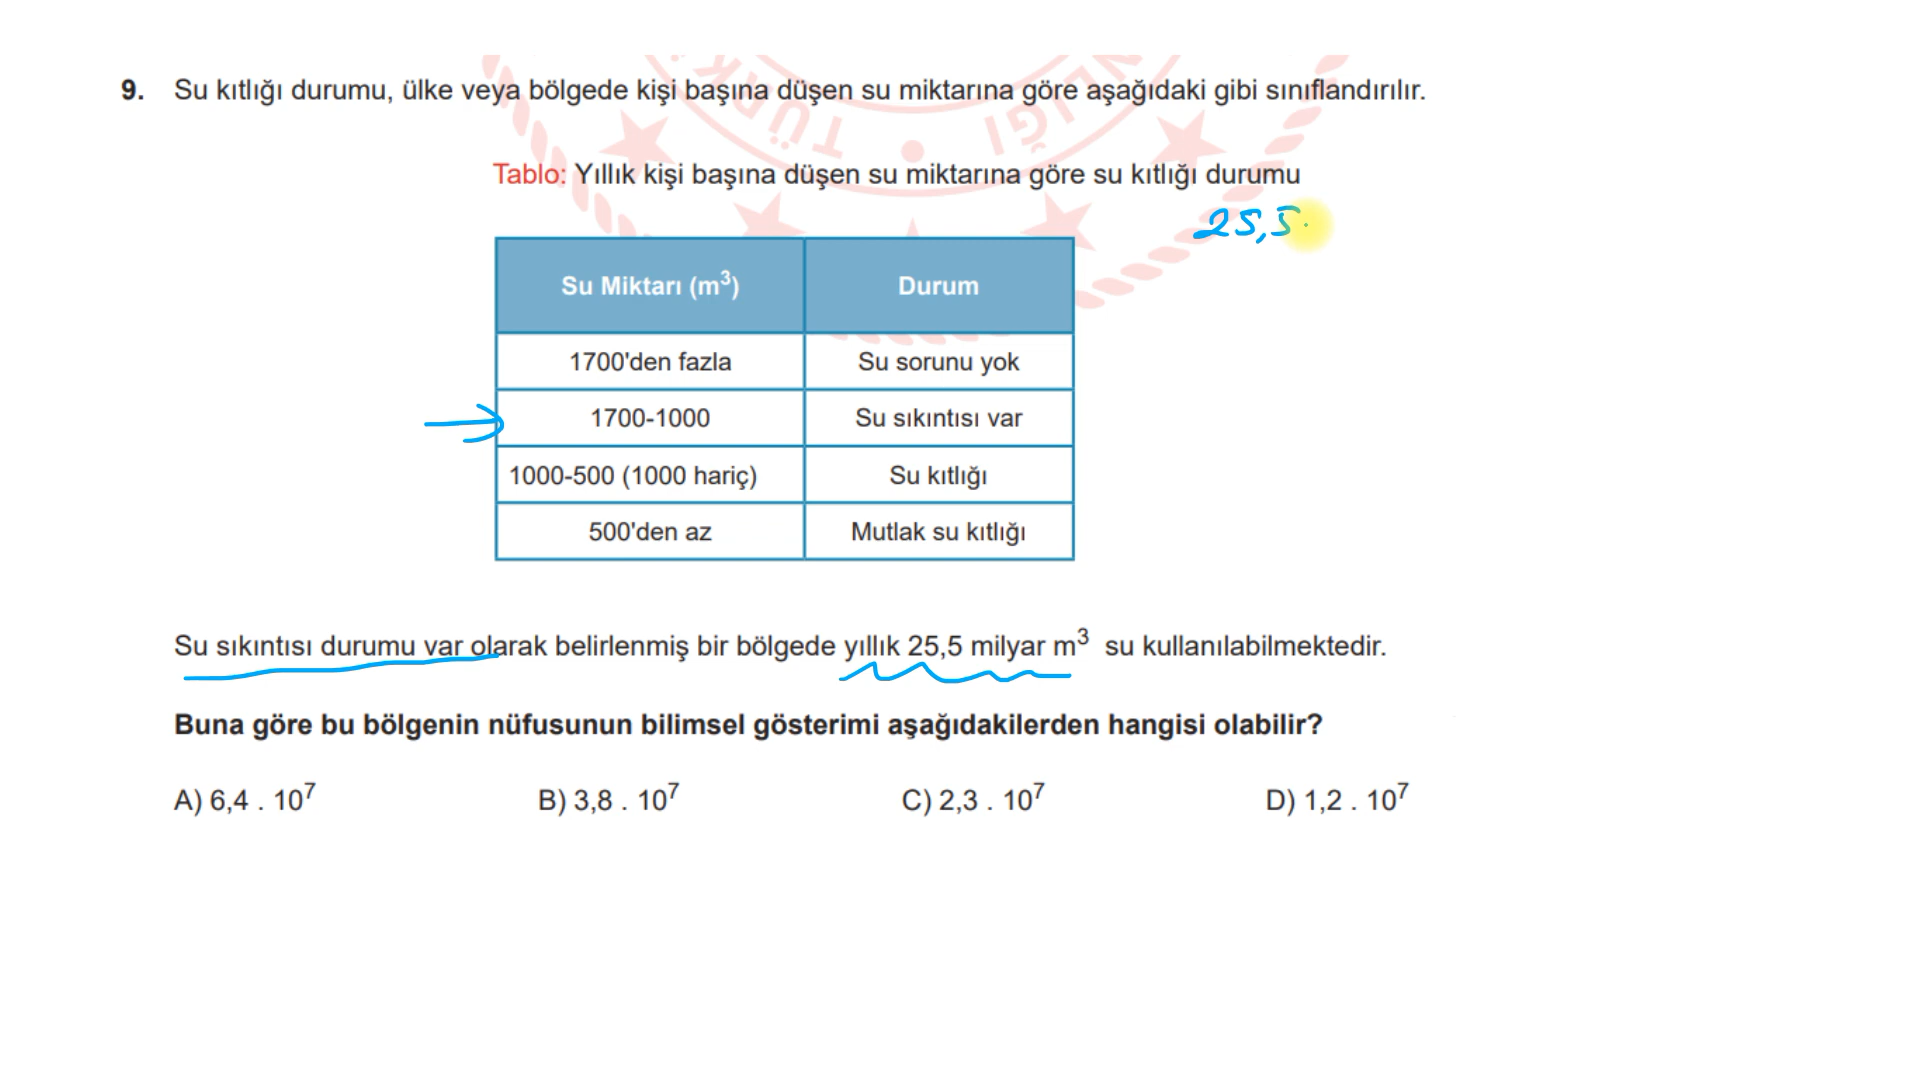 9. Su kıtlığı durumu, ülke veya bölgede kişi başına düşen su miktarına göre aşağıdaki gibi sınıflandırılır.
TÜRK
LIĞI
Tablo: Yıllık kişi başına düşen su miktarına göre su kıtlığı durumu
25,5.
Su Miktarı (m³) Durum
1700'den fazla Su sorunu yok
1700-1000 Su sıkıntısı var
1000-500 (1000 hariç) Su kıtlığı
500'den az Mutlak su kıtlığı
Su sıkıntısı durumu var olarak belirlenmiş bir bölgede yıllık 25,5 milyar m³ su kullanılabilmektedir.
Buna göre bu bölgenin nüfusunun bilimsel gösterimi aşağıdakilerden hangisi olabilir?
A) 6,4 . 10⁷ B) 3,8 . 10⁷ C) 2,3 . 10⁷ D) 1,2 . 10⁷